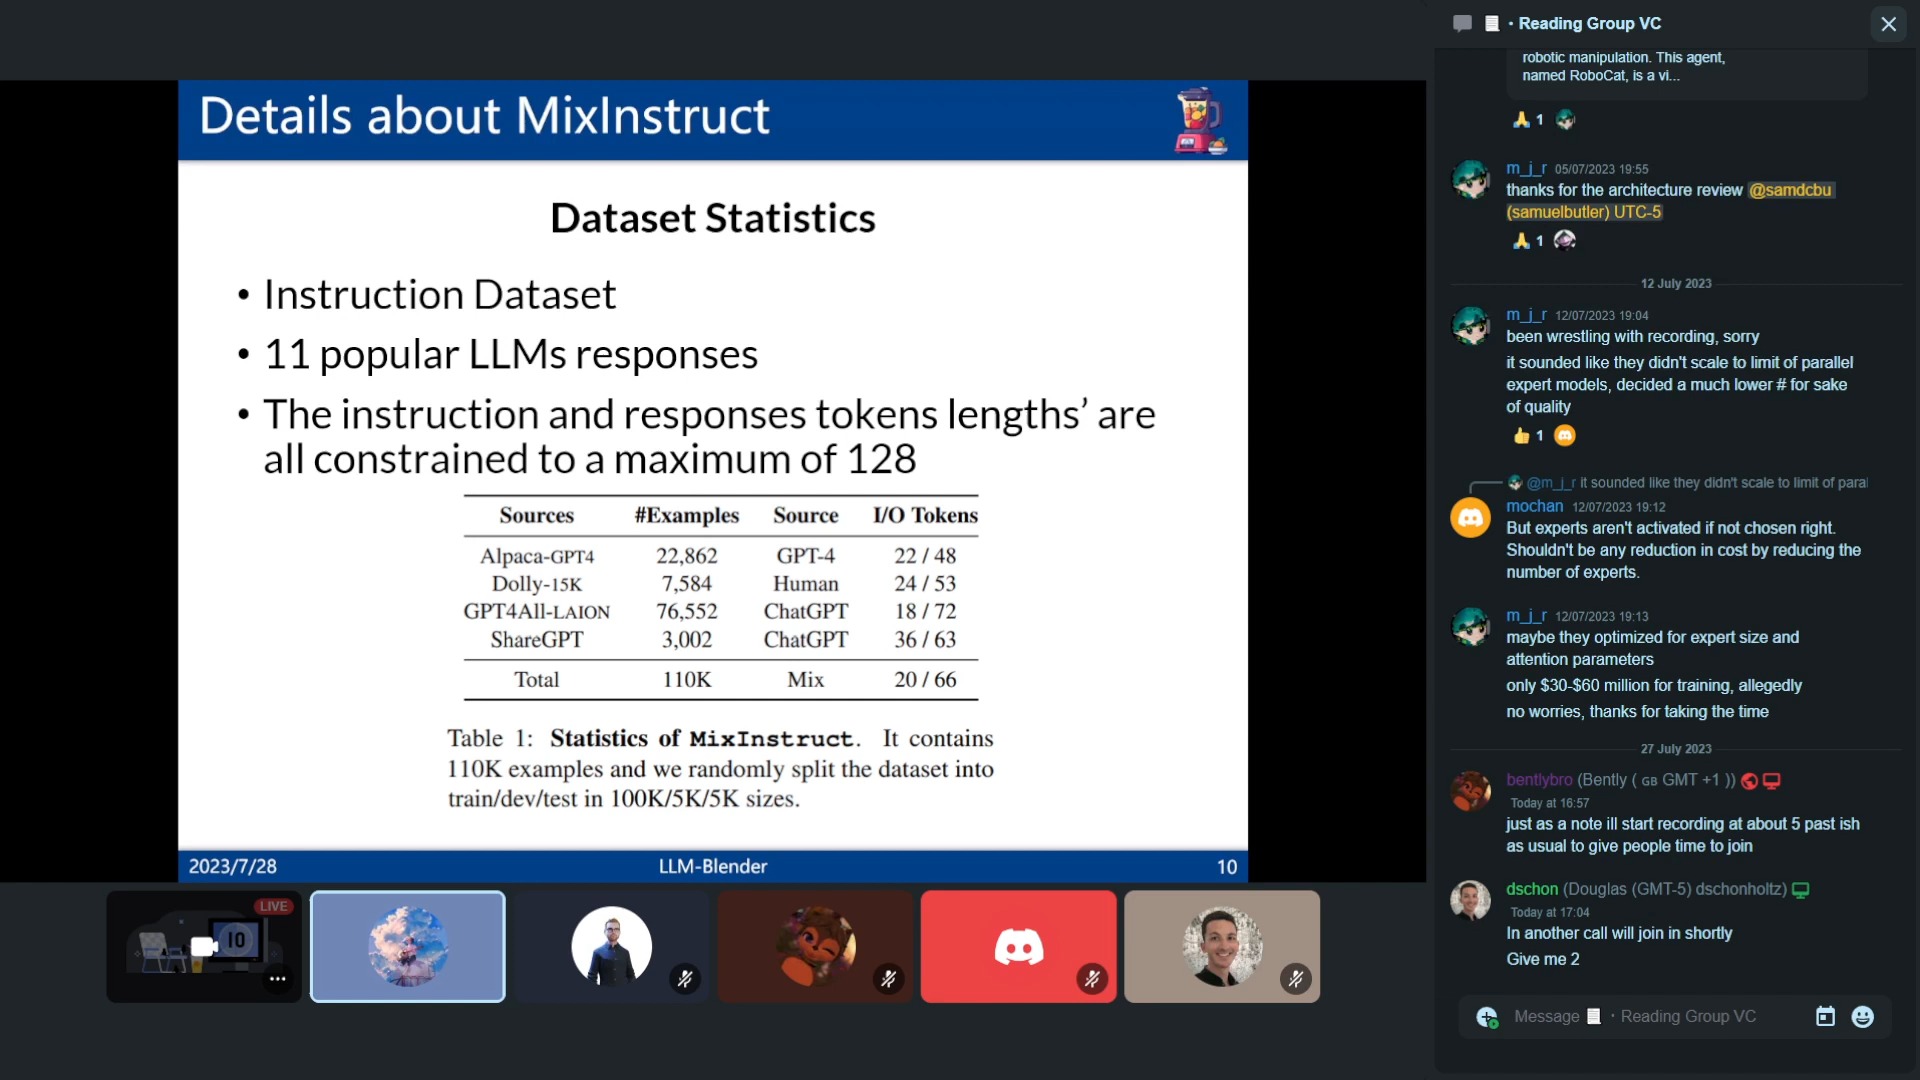 Details about MixInstruct
Dataset Statistics
• Instruction Dataset
• 11 popular LLMs responses
• The instruction and responses tokens lengths’ are
all constrained to a maximum of 128
Sources #Examples Source I/O Tokens
Alpaca-GPT4 22,862 GPT-4 22 / 48
Dolly-15K 7,584 Human 24 / 53
GPT4All-LAION 76,552 ChatGPT 18 / 72
ShareGPT 3,002 ChatGPT 36 / 63
Total 110K Mix 20 / 66
Table 1: Statistics of MixInstruct. It contains
110K examples and we randomly split the dataset into
train/dev/test in 100K/5K/5K sizes.
2023/7/28 LLM-Blender 10
LIVE
10
• Reading Group VC
robotic manipulation. This agent,
named RoboCat, is a vi...
1
m_j_r 05/07/2023 19:55
thanks for the architecture review @samdcbu
(samuelbutler) UTC-5
1
12 July 2023
m_j_r 12/07/2023 19:04
been wrestling with recording, sorry
it sounded like they didn't scale to limit of parallel
expert models, decided a much lower # for sake
of quality
1
@m_j_r it sounded like they didn't scale to limit of paral
mochan 12/07/2023 19:12
But experts aren't activated if not chosen right.
Shouldn't be any reduction in cost by reducing the
number of experts.
m_j_r 12/07/2023 19:13
maybe they optimized for expert size and
attention parameters
only $30-$60 million for training, allegedly
no worries, thanks for taking the time
27 July 2023
bentlybro (Bently ( GB GMT +1 ))
Today at 16:57
just as a note ill start recording at about 5 past ish
as usual to give people time to join
dschon (Douglas (GMT-5) dschonholtz)
Today at 17:04
In another call will join in shortly
Give me 2
Message • Reading Group VC